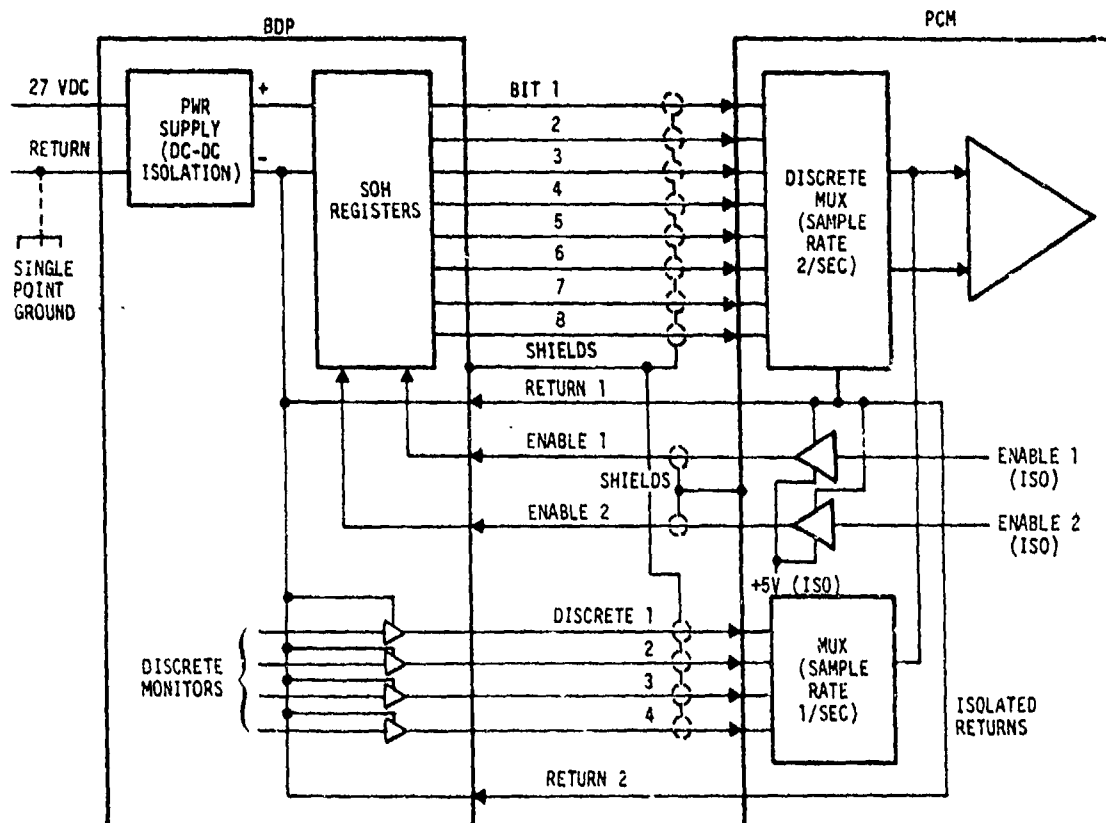 BDP
PCM
27 VDC
+
PWR
SUPPLY
(DC-DC
ISOLATION)
RETURN
-
SINGLE
POINT
GROUND
SOH
REGISTERS
BIT 1
2
3
4
5
6
7
8
SHIELDS
DISCRETE
MUX
(SAMPLE
RATE
2/SEC)
RETURN 1
ENABLE 1
SHIELDS
ENABLE 2
ENABLE 1
(ISO)
ENABLE 2
(ISO)
+5V (ISO)
DISCRETE
MONITORS
DISCRETE 1
2
3
4
MUX
(SAMPLE
RATE
1/SEC)
ISOLATED
RETURNS
RETURN 2